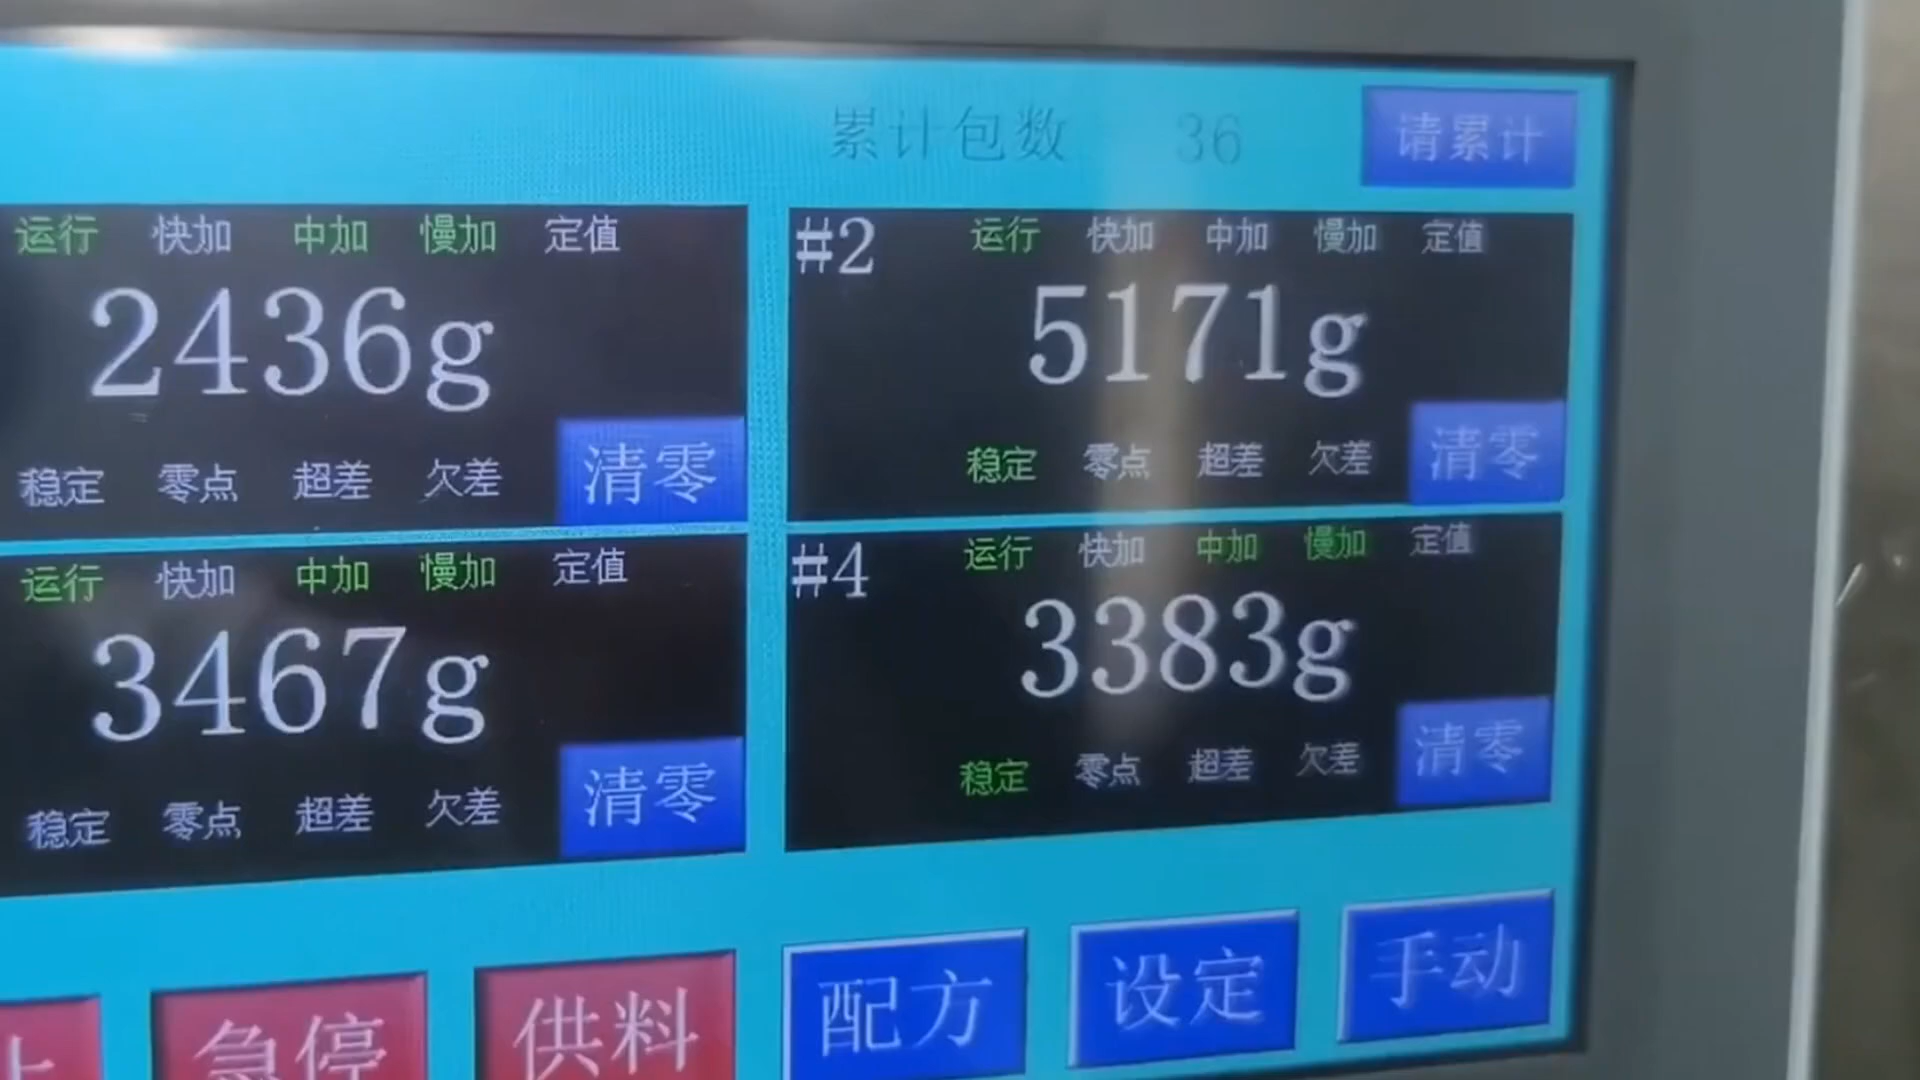 累计包数 36 请累计
运行 快加 中加 慢加 定值
2436g
稳定 零点 超差 欠差 清零
#2 运行 快加 中加 慢加 定值
5171g
稳定 零点 超差 欠差 清零
运行 快加 中加 慢加 定值
3467g
稳定 零点 超差 欠差 清零
#4 运行 快加 中加 慢加 定值
3383g
稳定 零点 超差 欠差 清零
急停 供料 配方 设定 手动